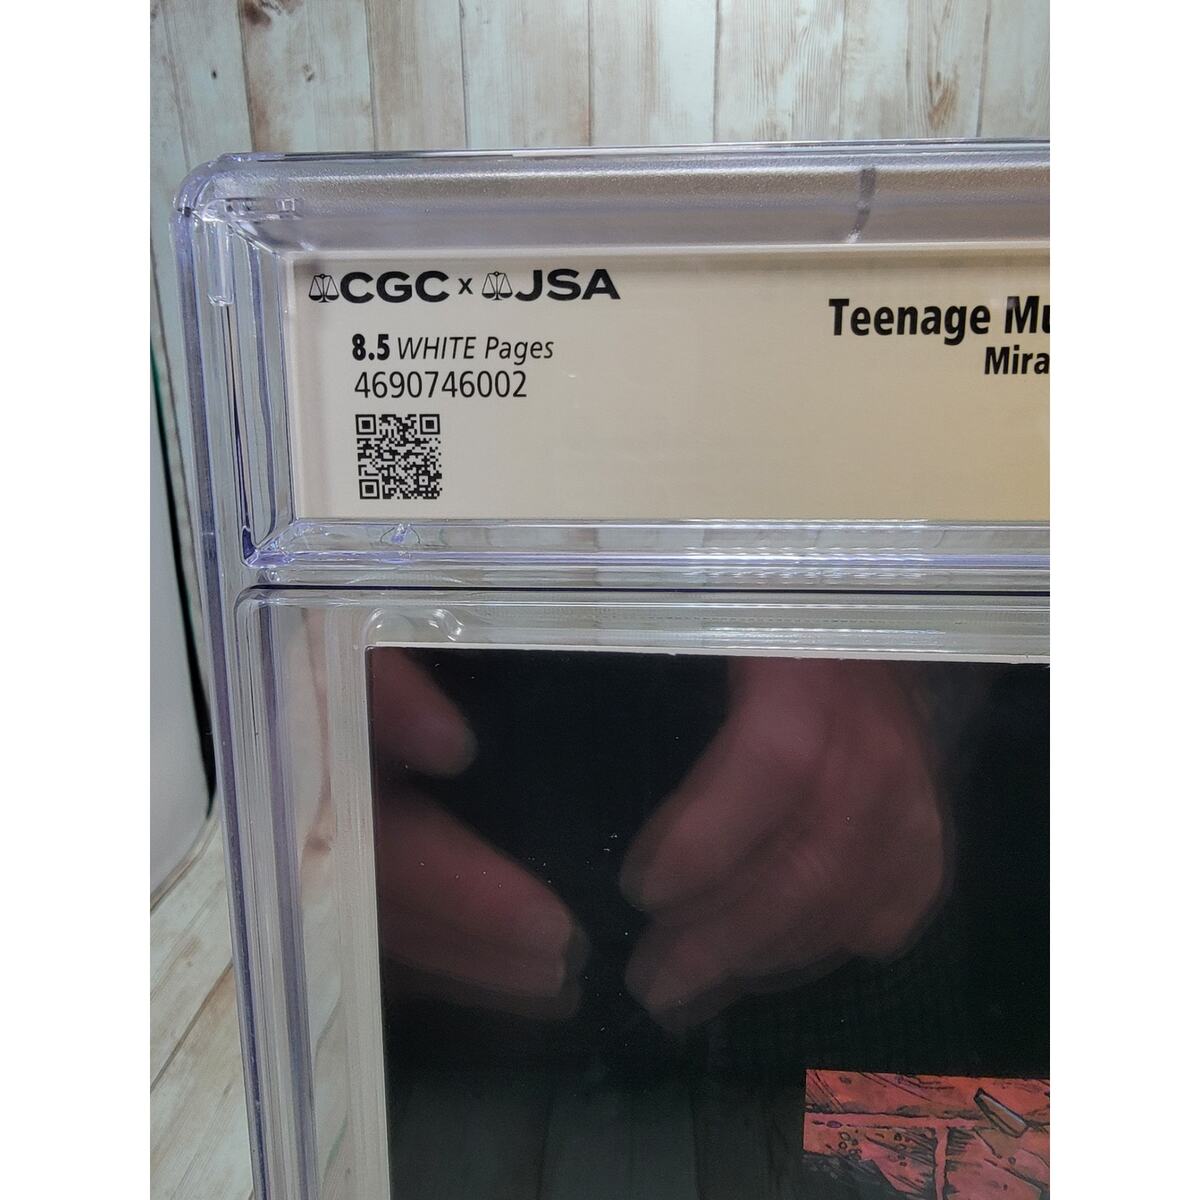 CGC x JSA
8.5 WHITE Pages
4690746002
Teenage Mu
Mira